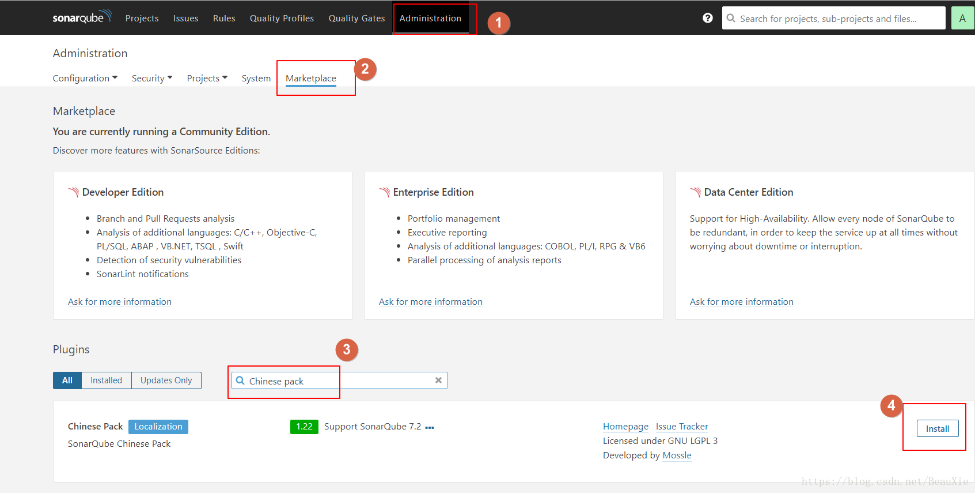 sonarqube Projects Issues Rules Quality Profiles Quality Gates Administration 1 ? Search for projects, sub-projects and files... A
Administration
Configuration Security Projects System Marketplace 2
Marketplace
You are currently running a Community Edition.
Discover more features with SonarSource Editions:
Developer Edition
Branch and Pull Requests analysis
Analysis of additional languages: C/C++, Objective-C,
PL/SQL, ABAP , VB.NET, TSQL , Swift
Detection of security vulnerabilities
SonarLint notifications
Ask for more information
Enterprise Edition
Portfolio management
Executive reporting
Analysis of additional languages: COBOL, PL/I, RPG & VB6
Parallel processing of analysis reports
Ask for more information
Data Center Edition
Support for High-Availability. Allow every node of SonarQube to
be redundant, in order to keep the service up at all times without
worrying about downtime or interruption.
Ask for more information
Plugins
3
All Installed Updates Only Chinese pack
4
Chinese Pack Localization 1.22 Support SonarQube 7.2 ... Homepage Issue Tracker Install
SonarQube Chinese Pack
Licensed under GNU LGPL 3
Developed by Mossle
https://blog.csdn.net/BeauXie